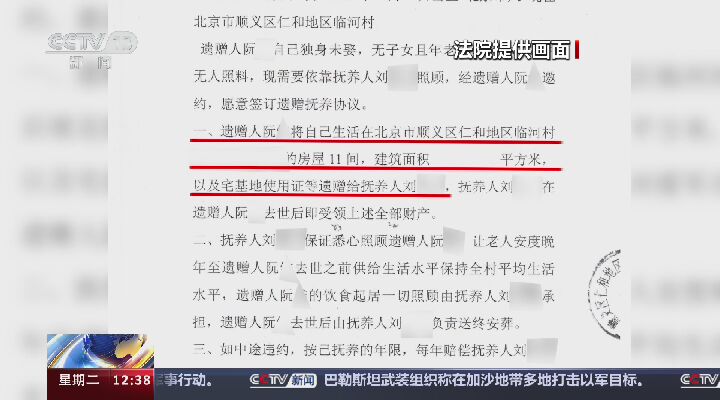 北京市顺义区仁和地区临河村
CCTV 13
新闻
法院提供画面
遗赠人阮 自己独身未婚,无子女且年老
无人照料,现需要依靠抚养人刘 照顾,经遗赠人阮 邀
约,愿意签订遗赠抚养协议。
一、遗赠人阮 将自己生活在北京市顺义区仁和地区临河村
的房屋11间,建筑面积 平方米,
以及宅基地使用证等遗赠给抚养人刘 ,抚养人刘 在
遗赠人阮 去世后即受领上述全部财产。
二、抚养人刘 保证悉心照顾遗赠人阮 让老人安度晚
年至遗赠人阮 去世之前供给生活水平保持全村平均生活
水平,遗赠人阮 的饮食起居一切照顾由抚养人刘 承
担,遗赠人阮 去世后由抚养人刘 负责送终安葬。
三、如中途违约,按已抚养的年限,每年赔偿抚养人刘
星期二 12:38
军事行动。 CCTV 新闻 巴勒斯坦武装组织称在加沙地带多地打击以军目标。